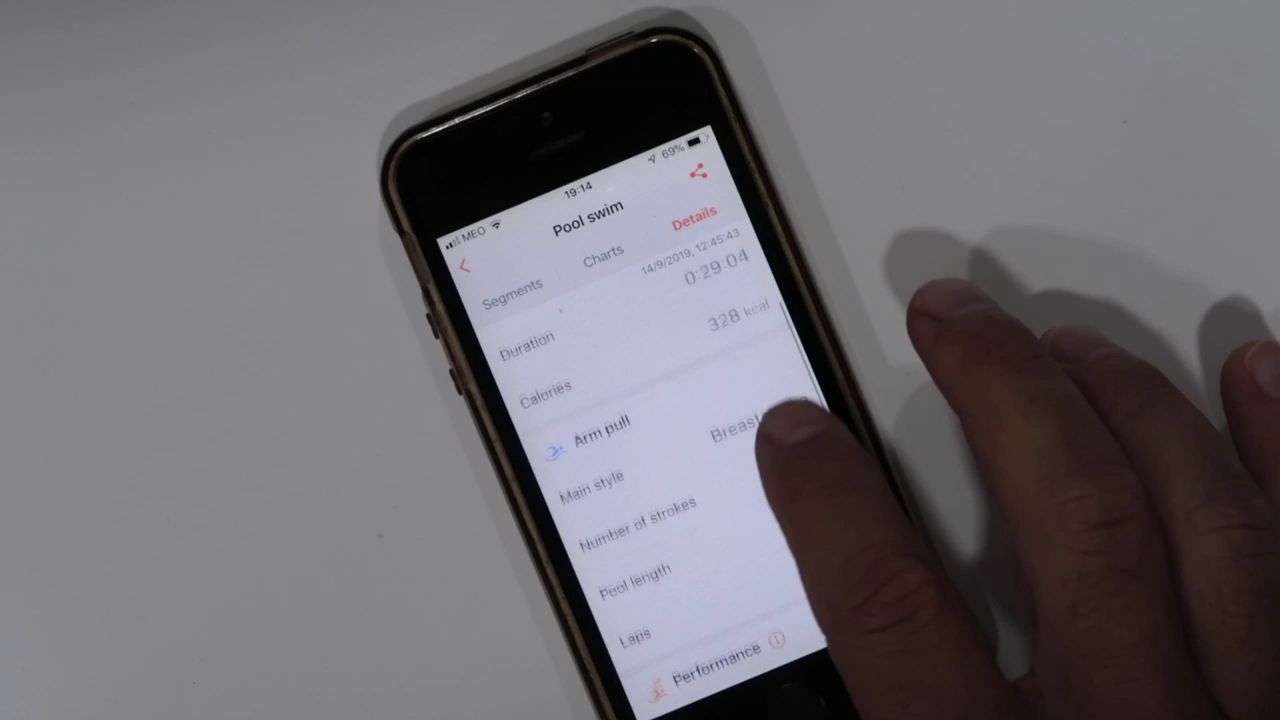 MEO 19:14 69%
Pool swim
Segments Charts Details
14/9/2019, 12:45:43
Duration 0:29:04
Calories 328 kcal
Arm pull
Main style Breast
Number of strokes
Pool length
Laps
Performance